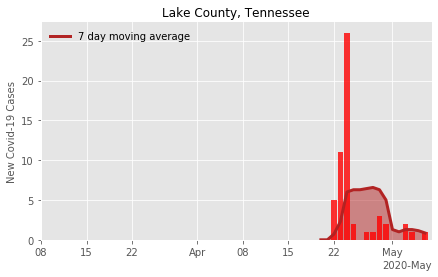 Lake County, Tennessee
7 day moving average
New Covid-19 Cases
25
20
15
10
5
0
08 15 22 Apr 08 15 22 May
2020-May